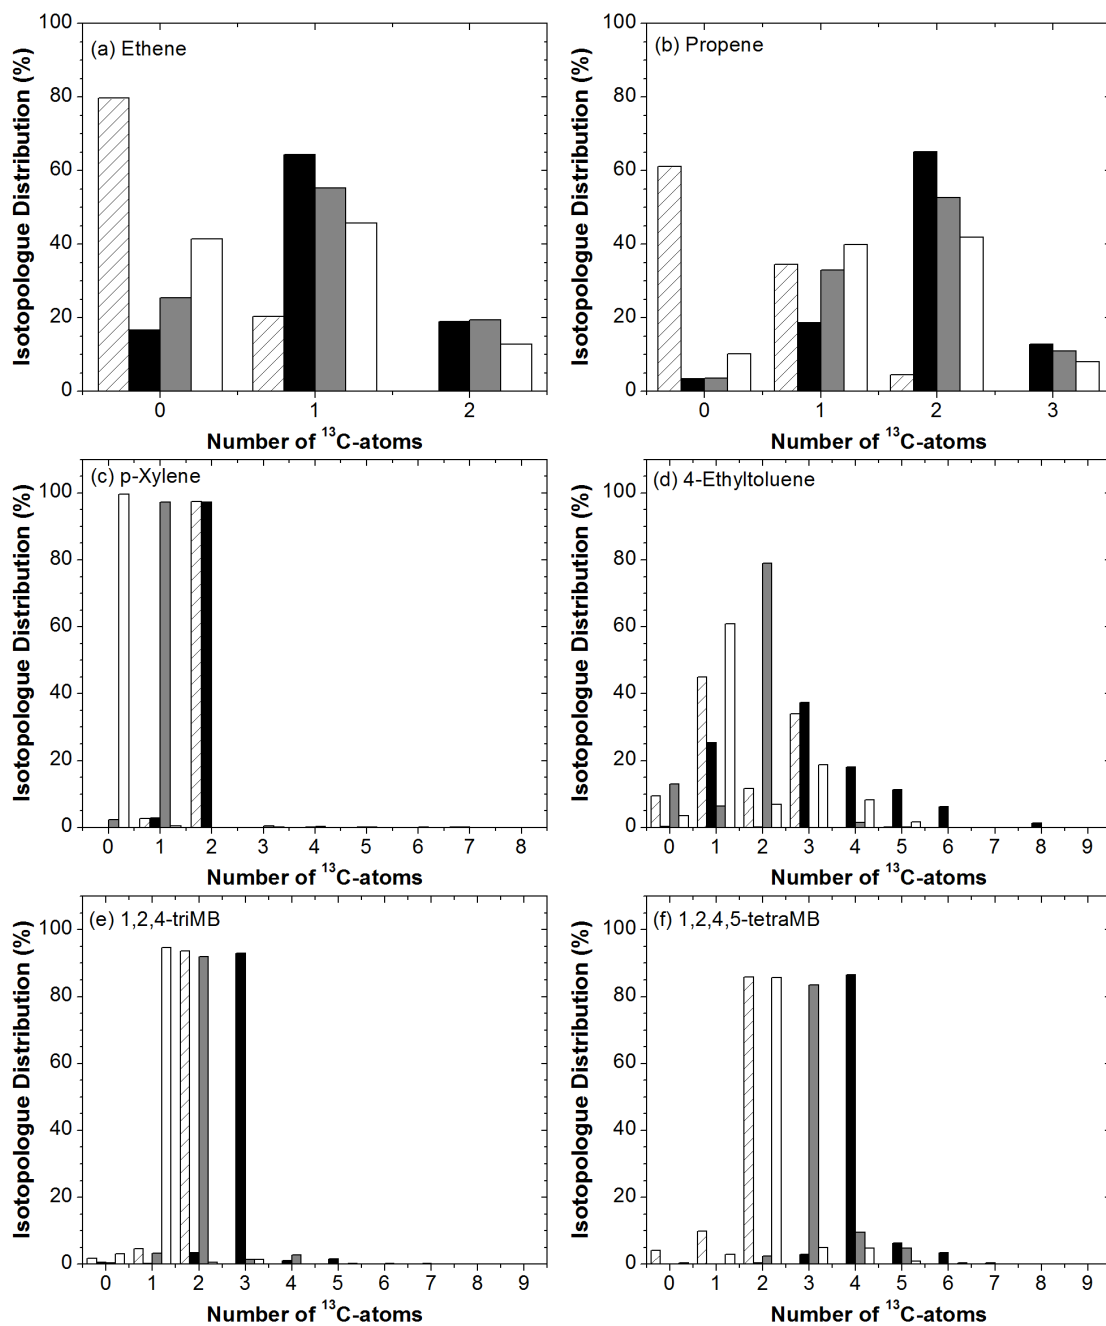 (a) Ethene
Isotopologue Distribution (%)
100
80
60
40
20
0
0 1 2
Number of ¹³C-atoms
(b) Propene
Isotopologue Distribution (%)
100
80
60
40
20
0
0 1 2 3
Number of ¹³C-atoms
(c) p-Xylene
Isotopologue Distribution (%)
100
80
60
40
20
0
0 1 2 3 4 5 6 7 8
Number of ¹³C-atoms
(d) 4-Ethyltoluene
Isotopologue Distribution (%)
100
80
60
40
20
0
0 1 2 3 4 5 6 7 8 9
Number of ¹³C-atoms
(e) 1,2,4-triMB
Isotopologue Distribution (%)
100
80
60
40
20
0
0 1 2 3 4 5 6 7 8 9
Number of ¹³C-atoms
(f) 1,2,4,5-tetraMB
Isotopologue Distribution (%)
100
80
60
40
20
0
0 1 2 3 4 5 6 7 8 9
Number of ¹³C-atoms